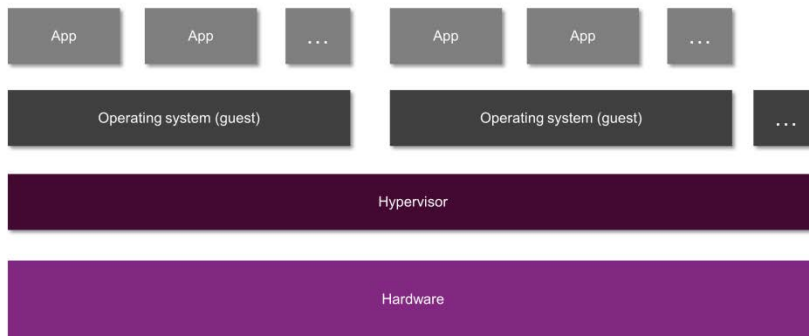 App
App
...
App
App
...
Operating system (guest)
Operating system (guest)
...
Hypervisor
Hardware